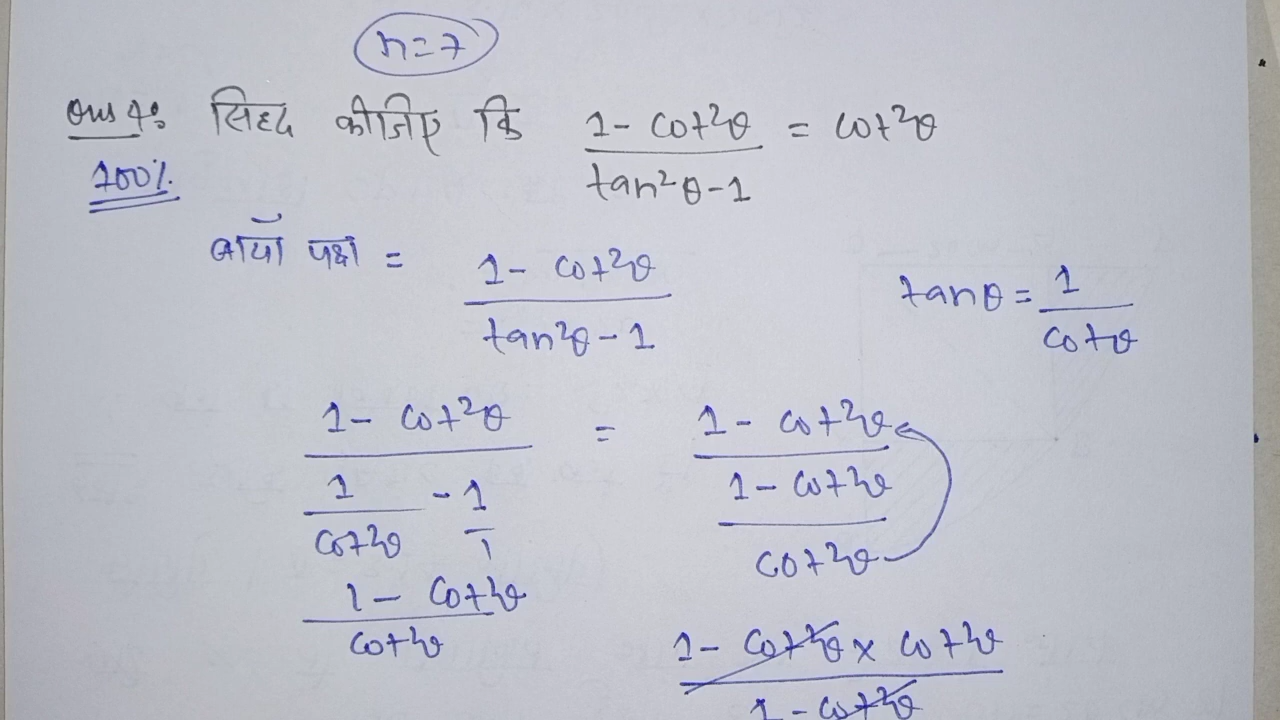 n=7
Ques 4: सिद्ध कीजिए कि (1 - cot²θ)/(tan²θ - 1) = cot²θ
100%
बायाँ पक्ष = (1 - cot²θ)/(tan²θ - 1)
tanθ = 1/cotθ
(1 - cot²θ)/(1/cot²θ - 1/1) = (1 - cot²θ)/((1 - cot²θ)/cot²θ)
(1 - cot²θ)/cot²θ
(1 - cot²θ × cot²θ)/(1 - cot²θ)